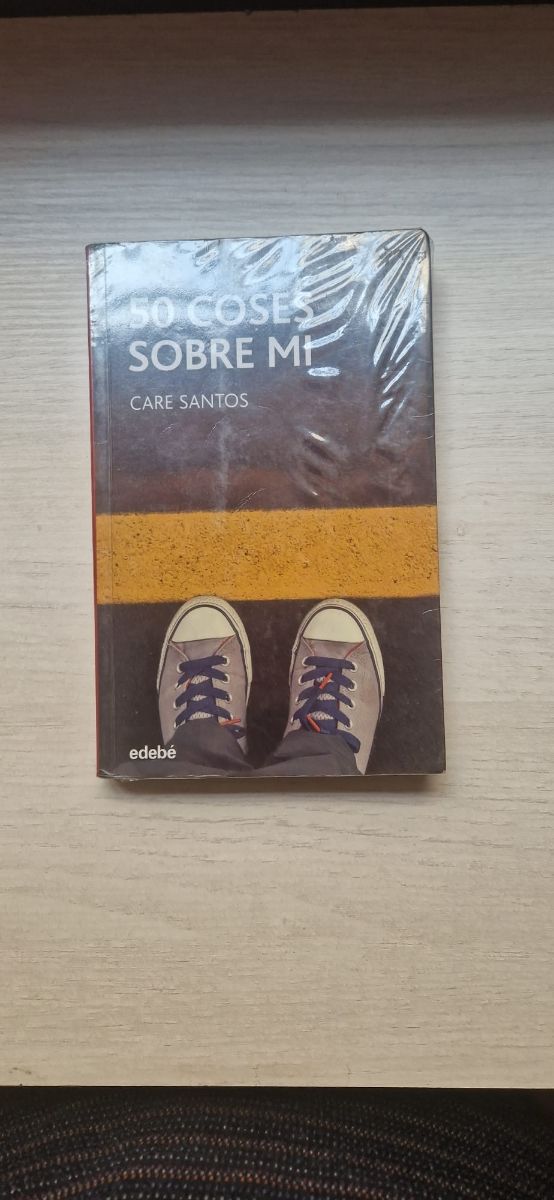 50 COSES
SOBRE MI
CARE SANTOS
edebé